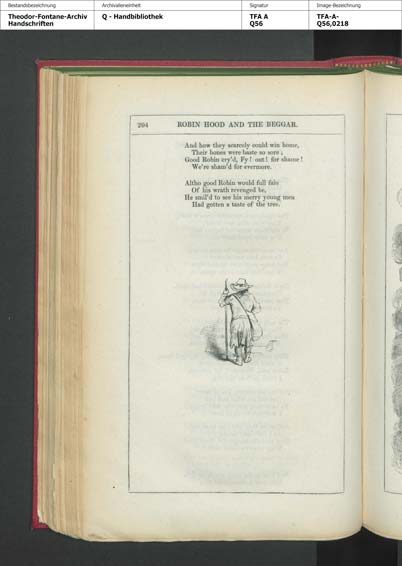 Bestandsbezeichnung
Archivalieneinheit
Signatur
Image-Bezeichnung
Theodor-Fontane-Archiv
Handschriften
Q - Handbibliothek
TFA A
Q56
TFA-A-
Q56,0218
294 ROBIN HOOD AND THE BEGGAR.
And how they scarcely could win home,
Their bones were baste so sore;
Good Robin cry'd, Fy! out! for shame!
We're sham'd for evermore.
Altho good Robin would full fain
Of his wrath revenged be,
He smil'd to see his merry young men
Had gotten a taste of the tree.